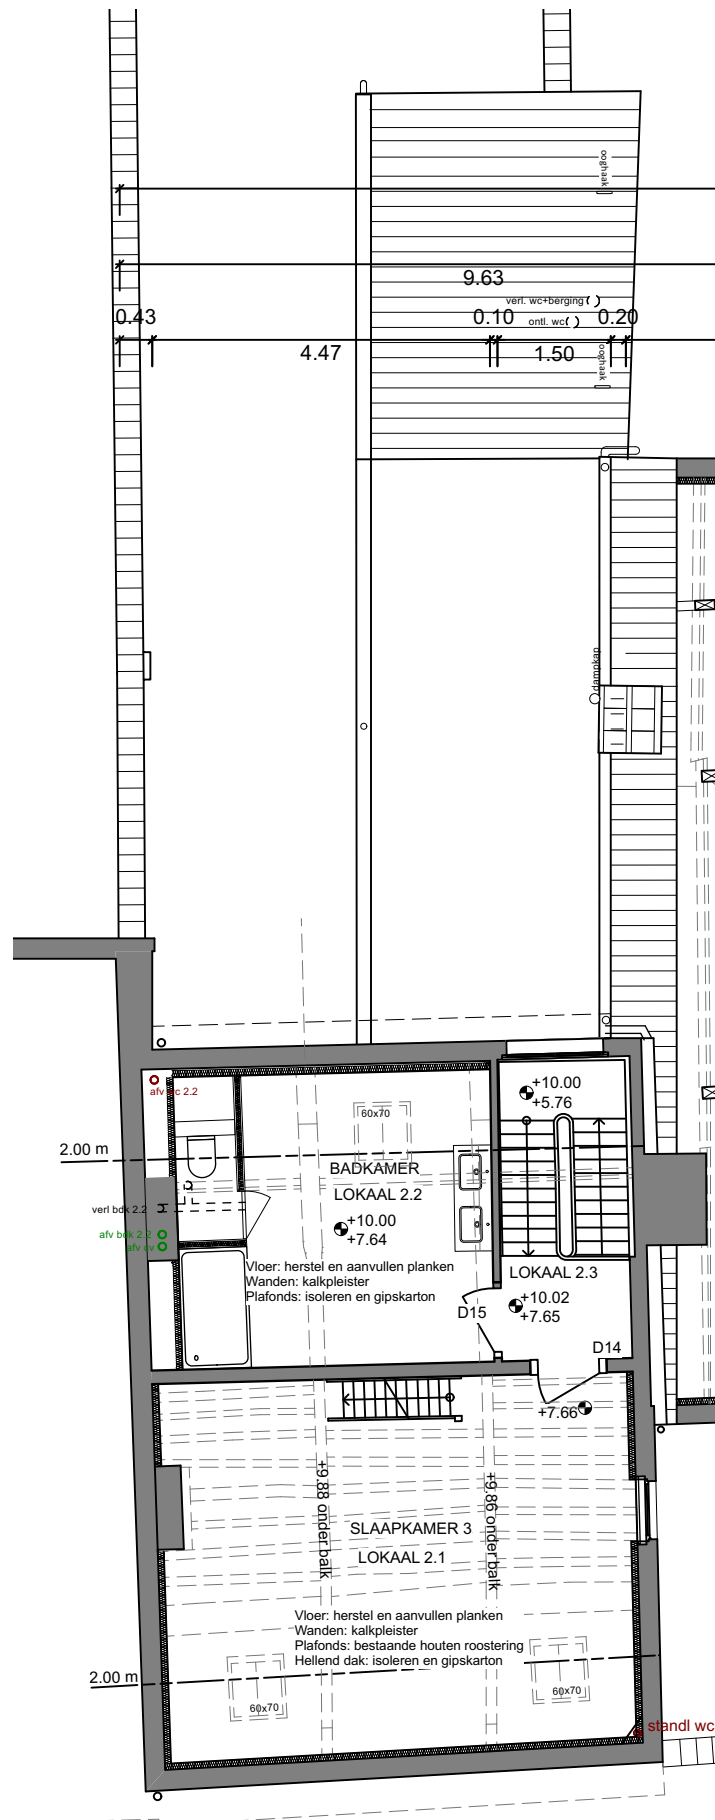 ooghaak
9.63
verl. wc+berging
0.43
0.10
ontl. wc
0.20
4.47
1.50
ooghaak
dampkap
+10.00
+5.76
afv wc 2.2
60x70
2.00 m
BADKAMER
LOKAAL 2.2
verl bdk 2.2
+10.00
+7.64
afv bdk 2.2
afv cv
Vloer: herstel en aanvullen planken
Wanden: kalkpleister
Plafonds: isoleren en gipskarton
LOKAAL 2.3
+10.02
+7.65
D15
D14
+7.66
+9.88 onder balk
+9.86 onder balk
SLAAPKAMER 3
LOKAAL 2.1
Vloer: herstel en aanvullen planken
Wanden: kalkpleister
Plafonds: bestaande houten roostering
Hellend dak: isoleren en gipskarton
2.00 m
60x70
60x70
standl wc